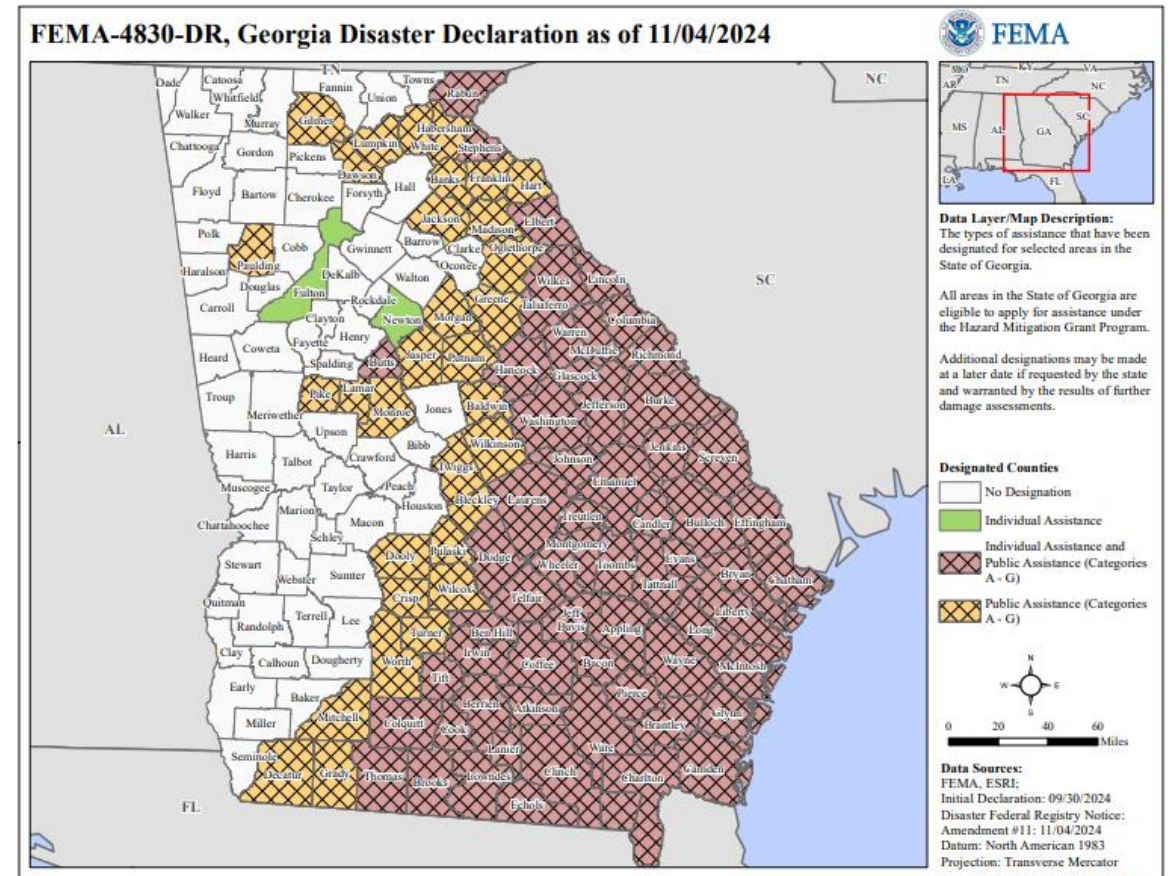 FEMA-4830-DR, Georgia Disaster Declaration as of 11/04/2024
FEMA
TN
NC
Dade
Catoosa
Whitfield
Fannin
Towns
Rabun
Union
Walker
Murray
Gilmer
Habersham
Lumpkin
White
Stephens
Chattooga
Gordon
Pickens
Dawson
Banks
Franklin
Hart
Floyd
Bartow
Cherokee
Forsyth
Hall
Jackson
Madison
Elbert
Polk
Cobb
Gwinnett
Barrow
Clarke
Oglethorpe
Paulding
Haralson
Oconee
DeKalb
Walton
Wilkes
Lincoln
Douglas
Fulton
Rockdale
Greene
Taliaferro
Carroll
Clayton
Newton
Morgan
Columbia
Fayette
Henry
Warren
McDuffie
Richmond
Heard
Coweta
Spalding
Butts
Jasper
Putnam
Hancock
Glascock
Troup
Pike
Lamar
Monroe
Jones
Baldwin
Jefferson
Burke
Meriwether
Upson
Washington
Harris
Talbot
Crawford
Bibb
Wilkinson
Jenkins
Screven
Twiggs
Johnson
Emanuel
Muscogee
Taylor
Peach
Houston
Bleckley
Laurens
Marion
Macon
Treutlen
Candler
Bulloch
Effingham
Chattahoochee
Schley
Dooly
Pulaski
Dodge
Montgomery
Wheeler
Toombs
Evans
Stewart
Webster
Sumter
Bryan
Chatham
Crisp
Wilcox
Telfair
Tattnall
Quitman
Randolph
Terrell
Lee
Turner
Ben Hill
Jeff
Davis
Appling
Long
Liberty
Clay
Calhoun
Dougherty
Worth
Irwin
Coffee
Bacon
Wayne
McIntosh
Early
Baker
Tift
Pierce
Miller
Mitchell
Colquitt
Berrien
Atkinson
Brantley
Glynn
Cook
Lanier
Ware
Seminole
Decatur
Grady
Thomas
Brooks
Lowndes
Clinch
Charlton
Camden
Echols
AL
SC
FL
MO
KY
VA
AR
TN
NC
MS
AL
GA
SC
LA
FL
Data Layer/Map Description:
The types of assistance that have been
designated for selected areas in the
State of Georgia.
All areas in the State of Georgia are
eligible to apply for assistance under
the Hazard Mitigation Grant Program.
Additional designations may be made
at a later date if requested by the state
and warranted by the results of further
damage assessments.
Designated Counties
No Designation
Individual Assistance
Individual Assistance and
Public Assistance (Categories
A - G)
Public Assistance (Categories
A - G)
N
W
E
S
0 20 40 60
Miles
Data Sources:
FEMA, ESRI;
Initial Declaration: 09/30/2024
Disaster Federal Registry Notice:
Amendment #11: 11/04/2024
Datum: North American 1983
Projection: Transverse Mercator